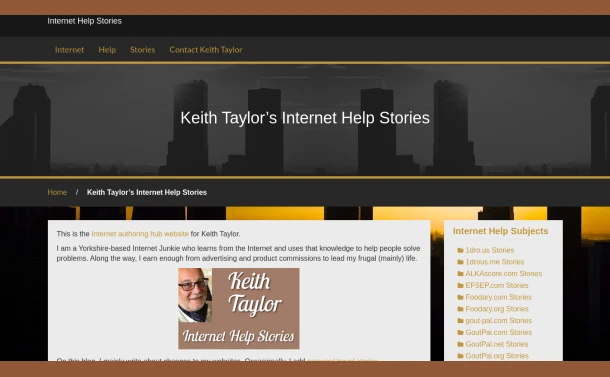 Internet Help Stories
Internet Help Stories Contact Keith Taylor
Keith Taylor’s Internet Help Stories
Home / Keith Taylor’s Internet Help Stories
This is the Internet authoring hub website for Keith Taylor.
I am a Yorkshire-based Internet Junkie who learns from the Internet and uses that knowledge to help people solve
problems. Along the way, I earn enough from advertising and product commissions to lead my frugal (mainly) life.
Keith
Taylor
Internet Help Stories
On this blog, I mainly write about changes to my websites. Occasionally, I add personal travel stories.
Internet Help Subjects
1dro.us Stories
1drous.me Stories
ALKAscore.com Stories
EFSEP.com Stories
Foodary.com Stories
Foodary.org Stories
gout-pal.com Stories
GoutPal.com Stories
GoutPal.net Stories
GoutPal.org Stories